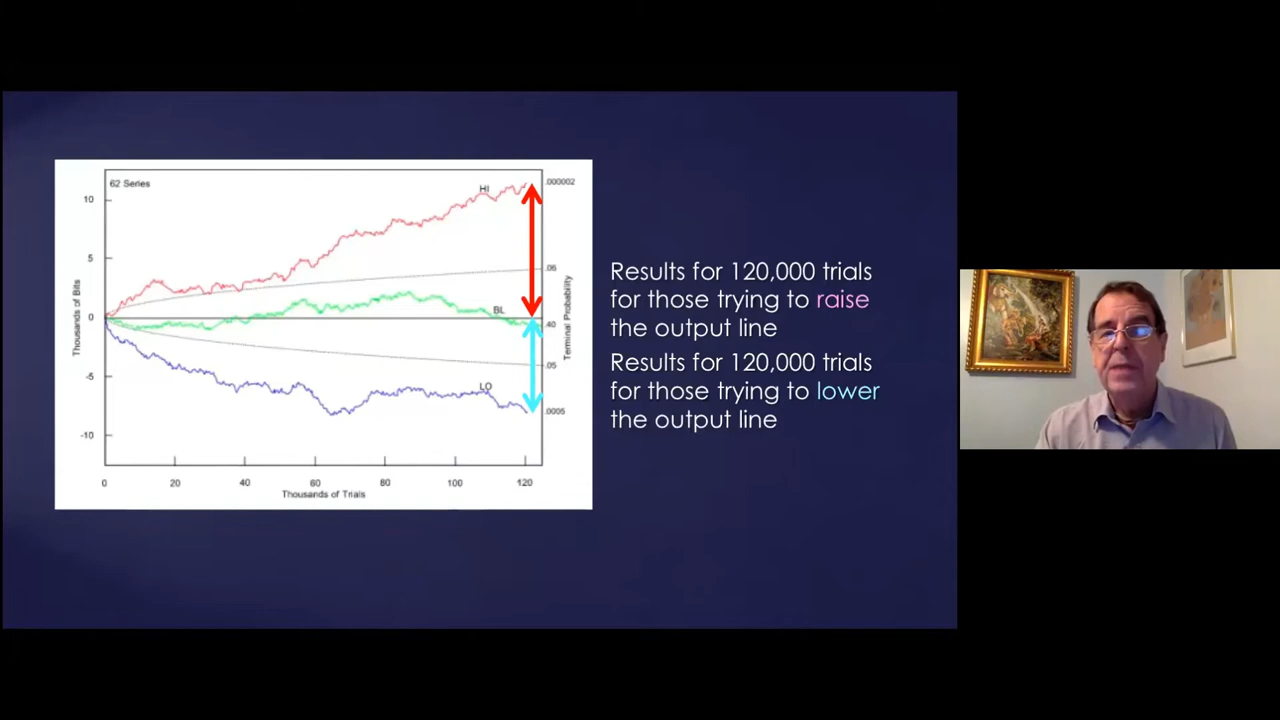 62 Series
HI
BL
LO
10
5
0
-5
-10
Thousands of Bits
.000002
.05
.40
.05
.0005
Terminal Probability
0 20 40 60 80 100 120
Thousands of Trials
Results for 120,000 trials
for those trying to raise
the output line
Results for 120,000 trials
for those trying to lower
the output line